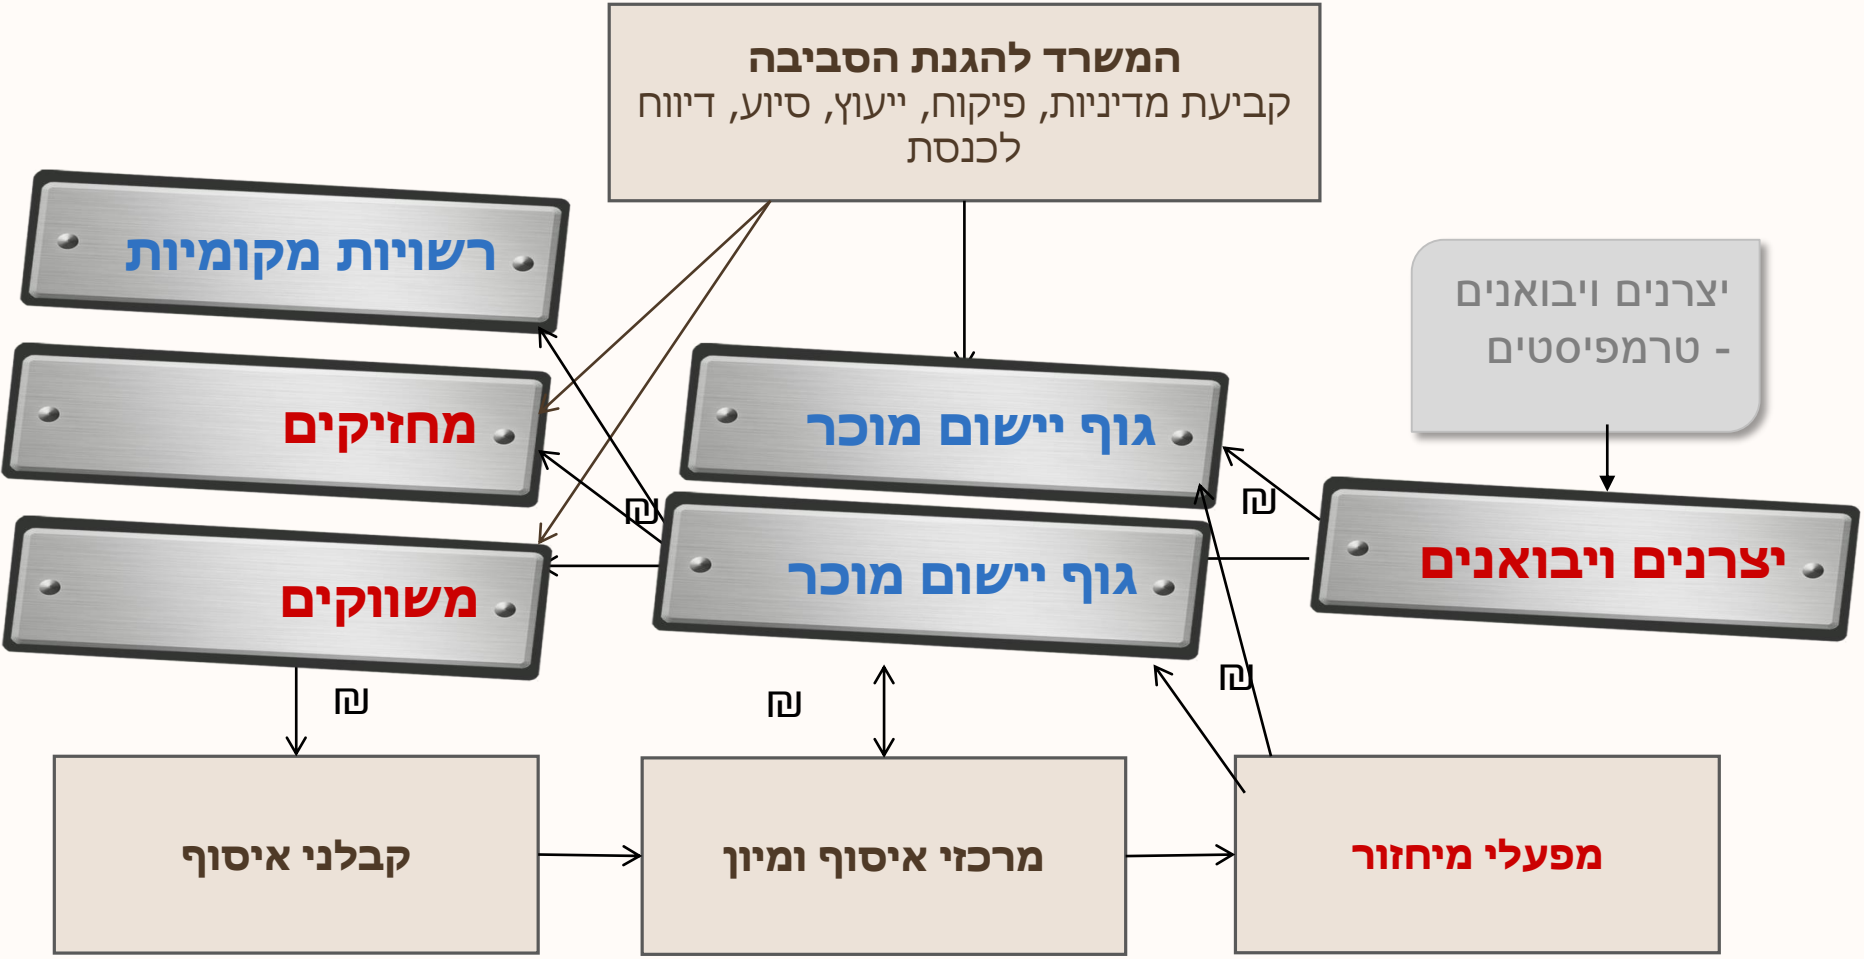 המשרד להגנת הסביבה
קביעת מדיניות, פיקוח, ייעוץ, סיוע, דיווח
לכנסת
רשויות מקומיות
יצרנים ויבואנים
- טרמפיסטים
מחזיקים
גוף יישום מוכר
₪
₪
יצרנים ויבואנים
גוף יישום מוכר
משווקים
₪
₪
₪
מפעלי מיחזור
מרכזי איסוף ומיון
קבלני איסוף